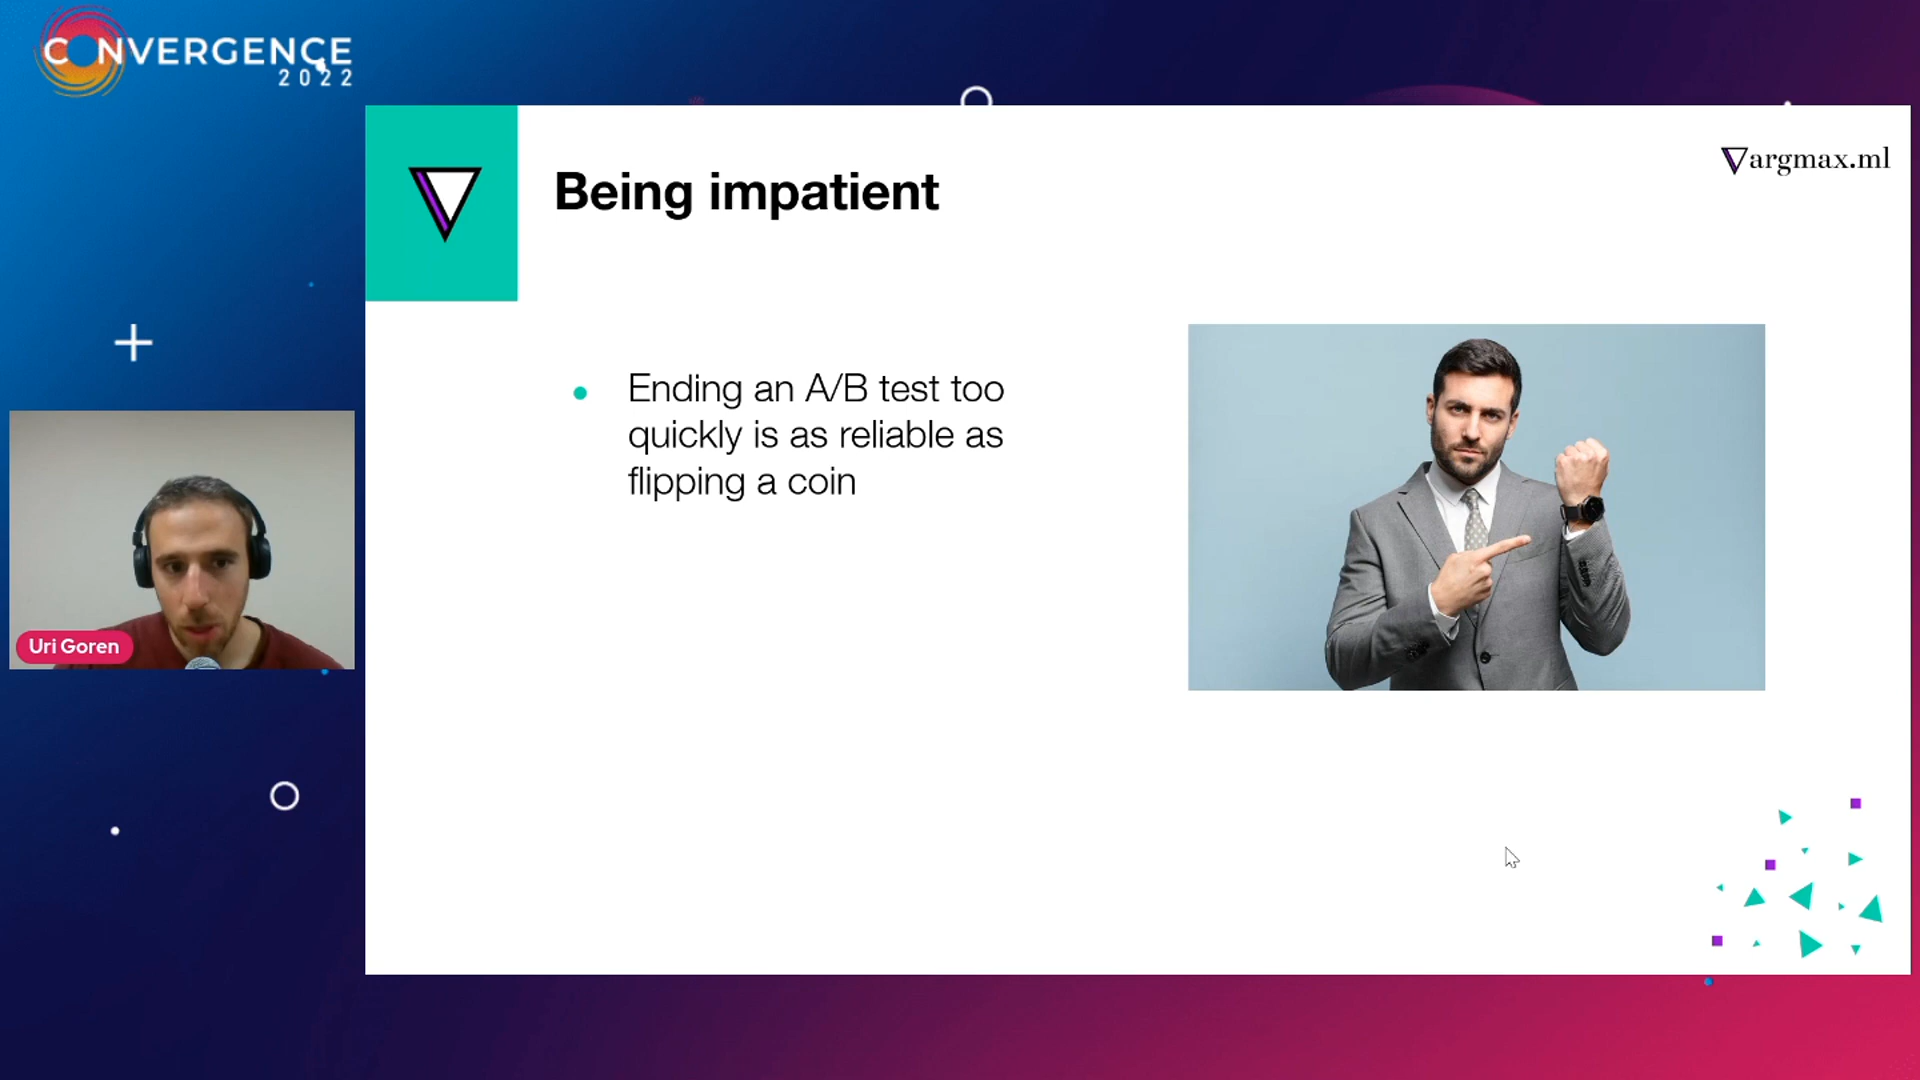 CONVERGENCE
2022
Being impatient
argmax.ml
Ending an A/B test too
quickly is as reliable as
flipping a coin
Uri Goren